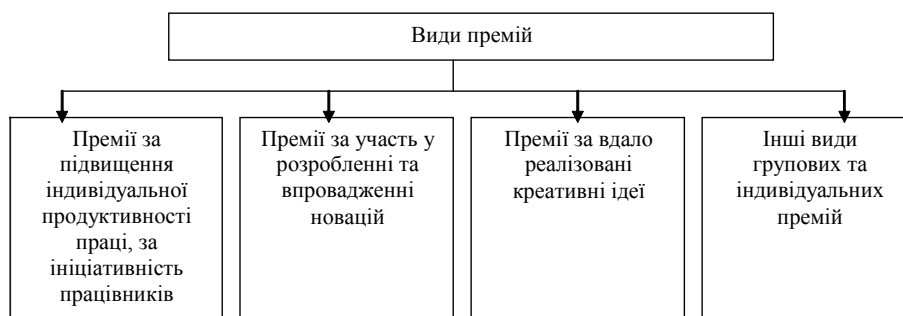 Види премій
Премії за
підвищення
індивідуальної
продуктивності
праці, за
ініціативність
працівників
Премії за участь у
розробленні та
впровадженні
новацій
Премії за вдало
реалізовані
креативні ідеї
Інші види
групових та
індивідуальних
премій